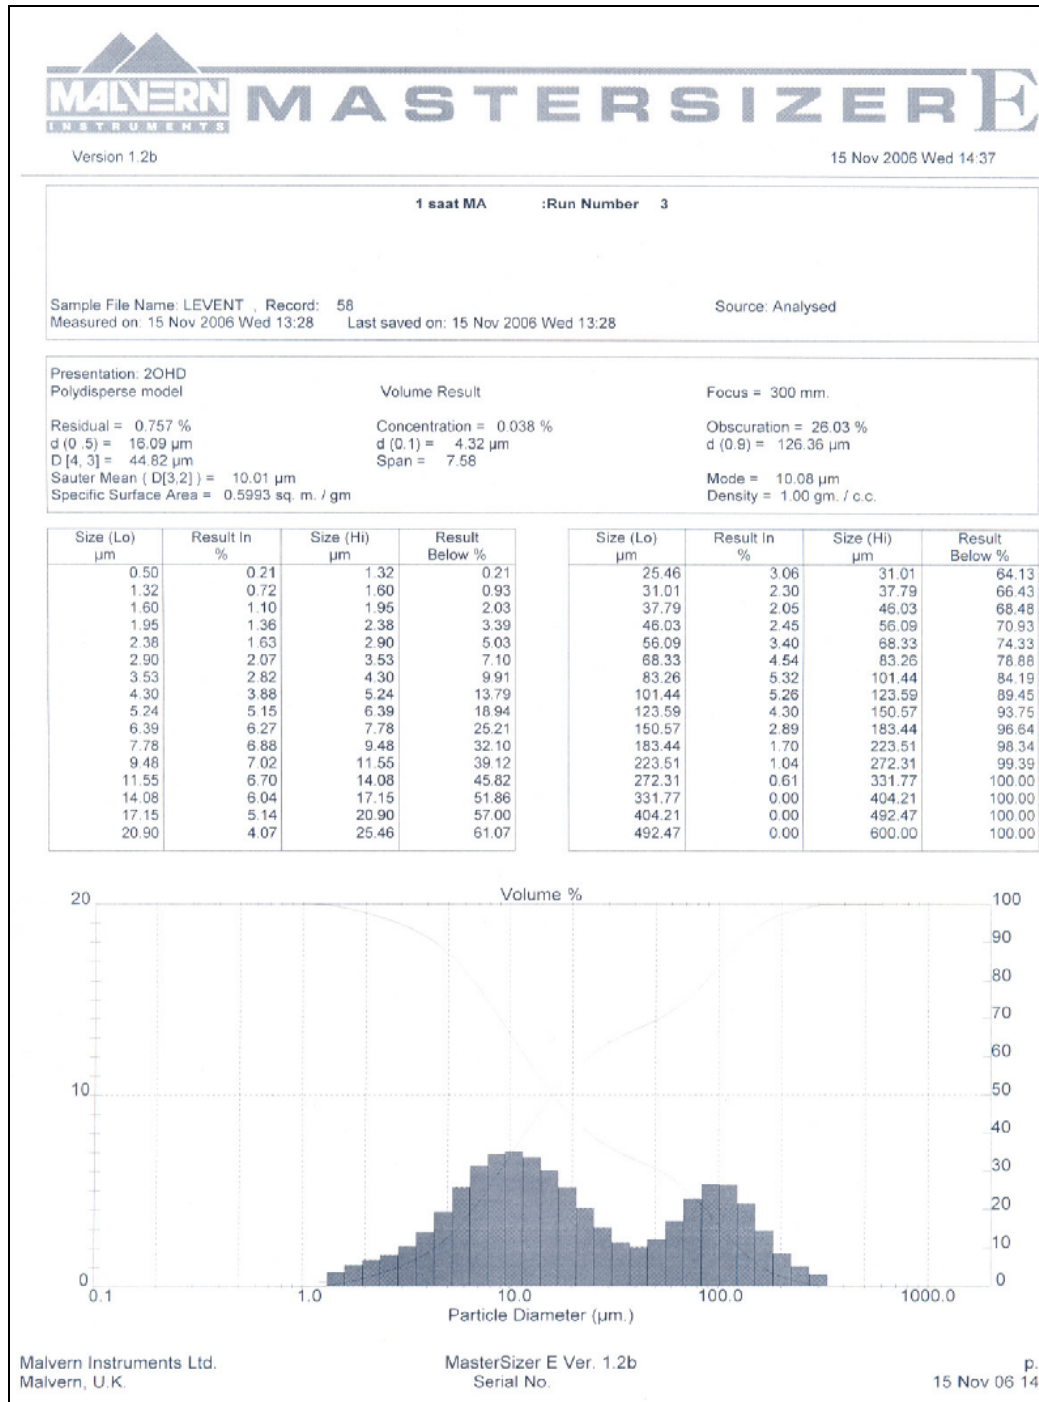 MALVERN
INSTRUMENTS
MASTERSIZER E
Version 1.2b 15 Nov 2006 Wed 14:37
1 saat MA :Run Number 3
Sample File Name: LEVENT , Record: 58 Source: Analysed
Measured on: 15 Nov 2006 Wed 13:28 Last saved on: 15 Nov 2006 Wed 13:28
Presentation: 2OHD
Polydisperse model Volume Result Focus = 300 mm.
Residual = 0.757 % Concentration = 0.038 % Obscuration = 26.03 %
d (0 .5) = 16.09 µm d (0.1) = 4.32 µm d (0.9) = 126.36 µm
D [4, 3] = 44.82 µm Span = 7.58
Sauter Mean ( D[3,2] ) = 10.01 µm Mode = 10.08 µm
Specific Surface Area = 0.5993 sq. m. / gm Density = 1.00 gm. / c.c.
Size (Lo) Result In Size (Hi) Result Size (Lo) Result In Size (Hi) Result
µm % µm Below % µm % µm Below %
0.50 0.21 1.32 0.21 25.46 3.06 31.01 64.13
1.32 0.72 1.60 0.93 31.01 2.30 37.79 66.43
1.60 1.10 1.95 2.03 37.79 2.05 46.03 68.48
1.95 1.36 2.38 3.39 46.03 2.45 56.09 70.93
2.38 1.63 2.90 5.03 56.09 3.40 68.33 74.33
2.90 2.07 3.53 7.10 68.33 4.54 83.26 78.88
3.53 2.82 4.30 9.91 83.26 5.32 101.44 84.19
4.30 3.88 5.24 13.79 101.44 5.26 123.59 89.45
5.24 5.15 6.39 18.94 123.59 4.30 150.57 93.75
6.39 6.27 7.78 25.21 150.57 2.89 183.44 96.64
7.78 6.88 9.48 32.10 183.44 1.70 223.51 98.34
9.48 7.02 11.55 39.12 223.51 1.04 272.31 99.39
11.55 6.70 14.08 45.82 272.31 0.61 331.77 100.00
14.08 6.04 17.15 51.86 331.77 0.00 404.21 100.00
17.15 5.14 20.90 57.00 404.21 0.00 492.47 100.00
20.90 4.07 25.46 61.07 492.47 0.00 600.00 100.00
Volume %
20 100
90
80
70
60
10 50
40
30
20
10
0 0
0.1 1.0 10.0 100.0 1000.0
Particle Diameter (µm.)
Malvern Instruments Ltd. MasterSizer E Ver. 1.2b p.
Malvern, U.K. Serial No. 15 Nov 06 14